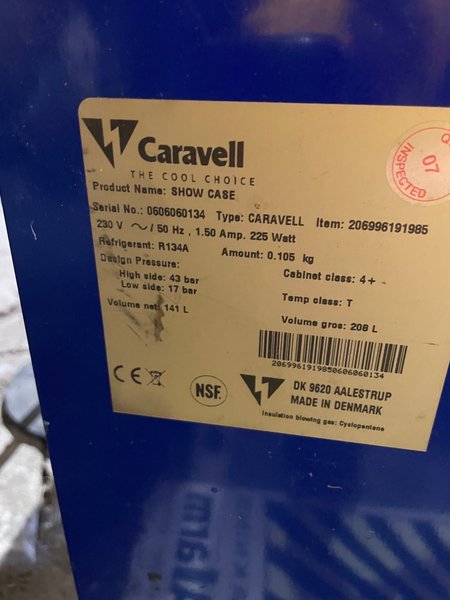 Caravell
THE COOL CHOICE
Product Name: SHOW CASE
Serial No.: 0606060134 Type: CARAVELL Item: 206996191985
230 V ~ / 50 Hz , 1.50 Amp. 225 Watt
Refrigerant: R134A Amount: 0.105 kg
Design Pressure: Cabinet class: 4+
High side: 43 bar
Low side: 17 bar Temp class: T
Volume net: 141 L Volume gros: 208 L
2069961919850606060134
CE NSF. DK 9620 AALESTRUP
MADE IN DENMARK
Insulation blowing gas: Cyclopentane
INSPECTED
07